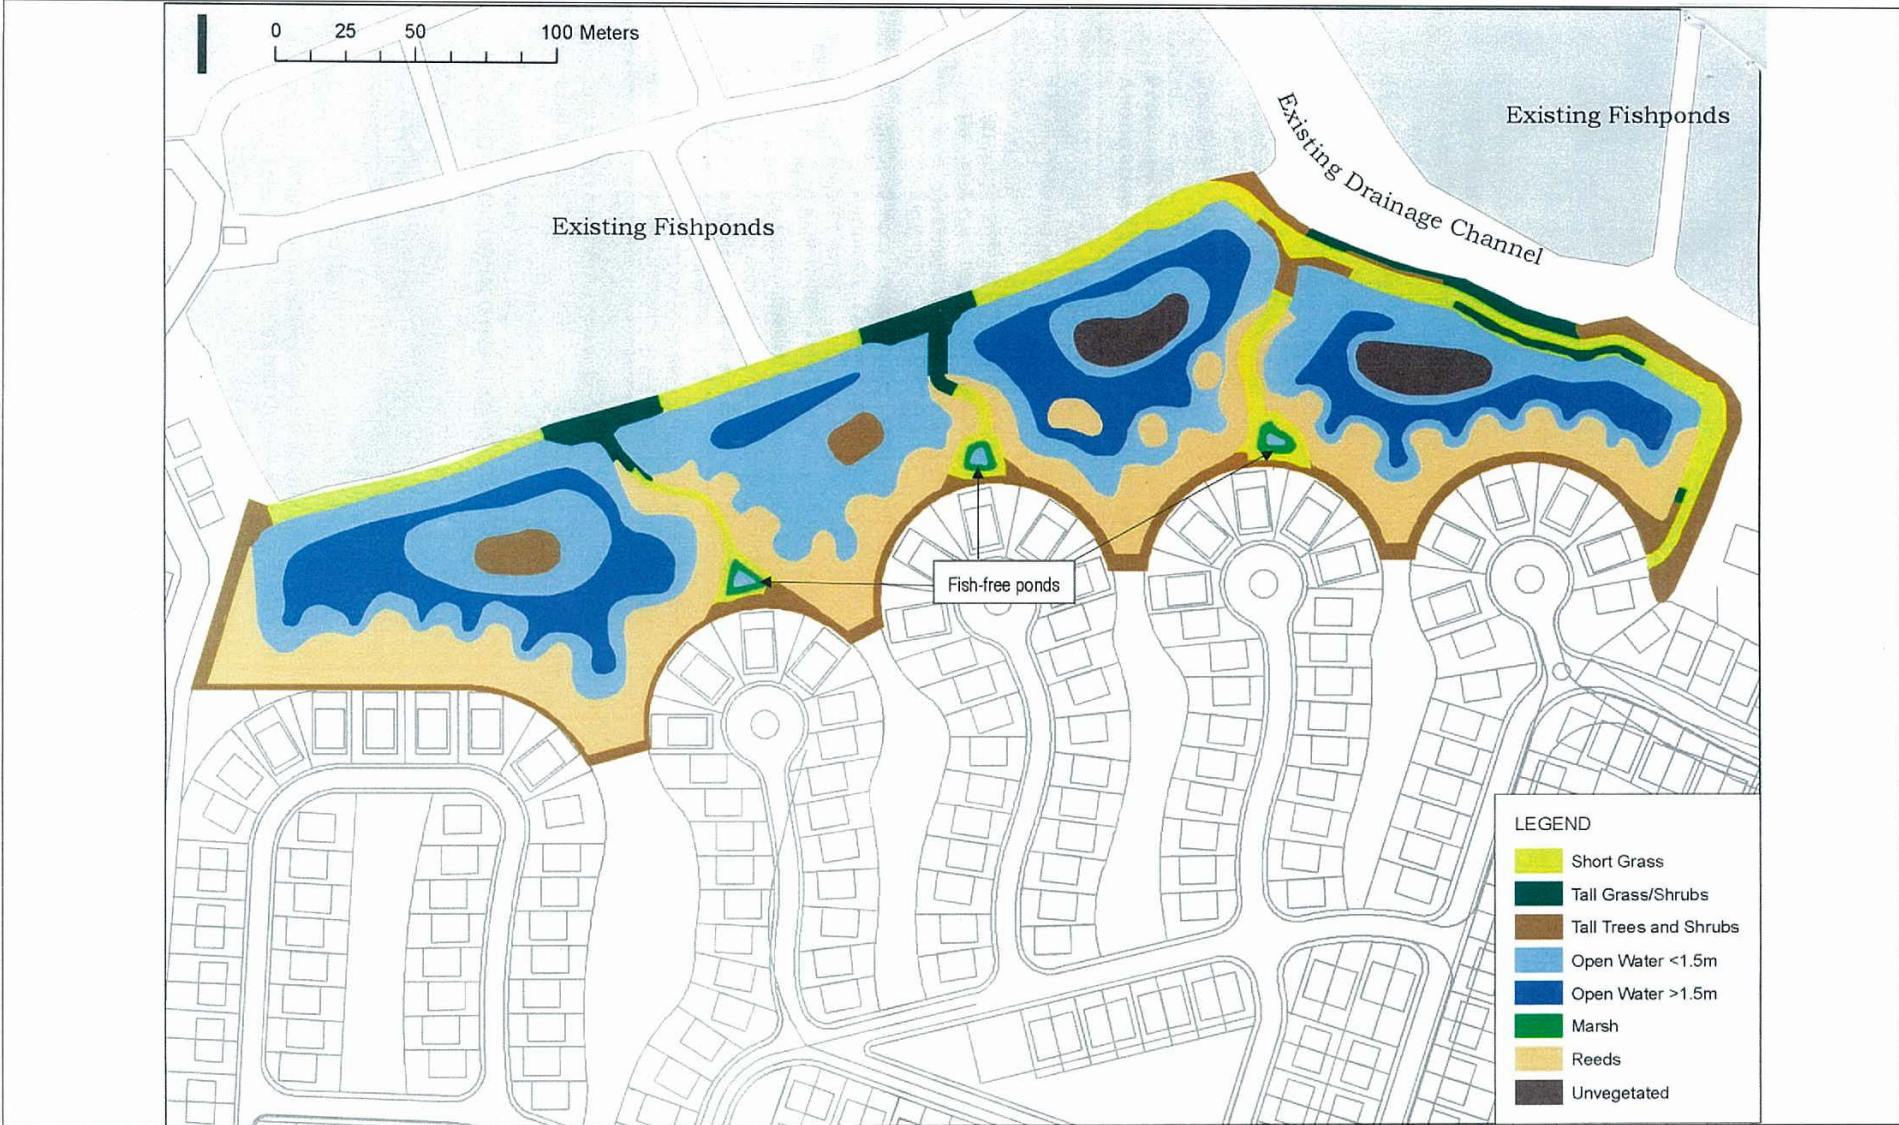 0 25 50 100 Meters
Existing Fishponds
Existing Drainage Channel
Existing Fishponds
Fish-free ponds
LEGEND
Short Grass
Tall Grass/Shrubs
Tall Trees and Shrubs
Open Water <1.5m
Open Water >1.5m
Marsh
Reeds
Unvegetated